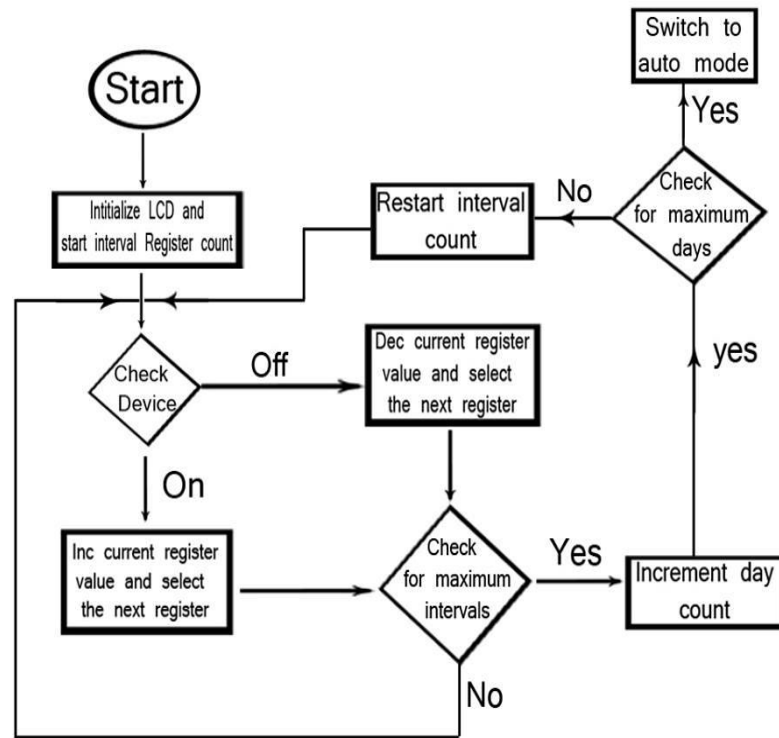 Start
Intitialize LCD and
start interval Register count
Check
Device
Off
On
Dec current register
value and select
the next register
Inc current register
value and select
the next register
Check
for maximum
intervals
Yes
No
Increment day
count
yes
Check
for maximum
days
No
Restart interval
count
Yes
Switch to
auto mode